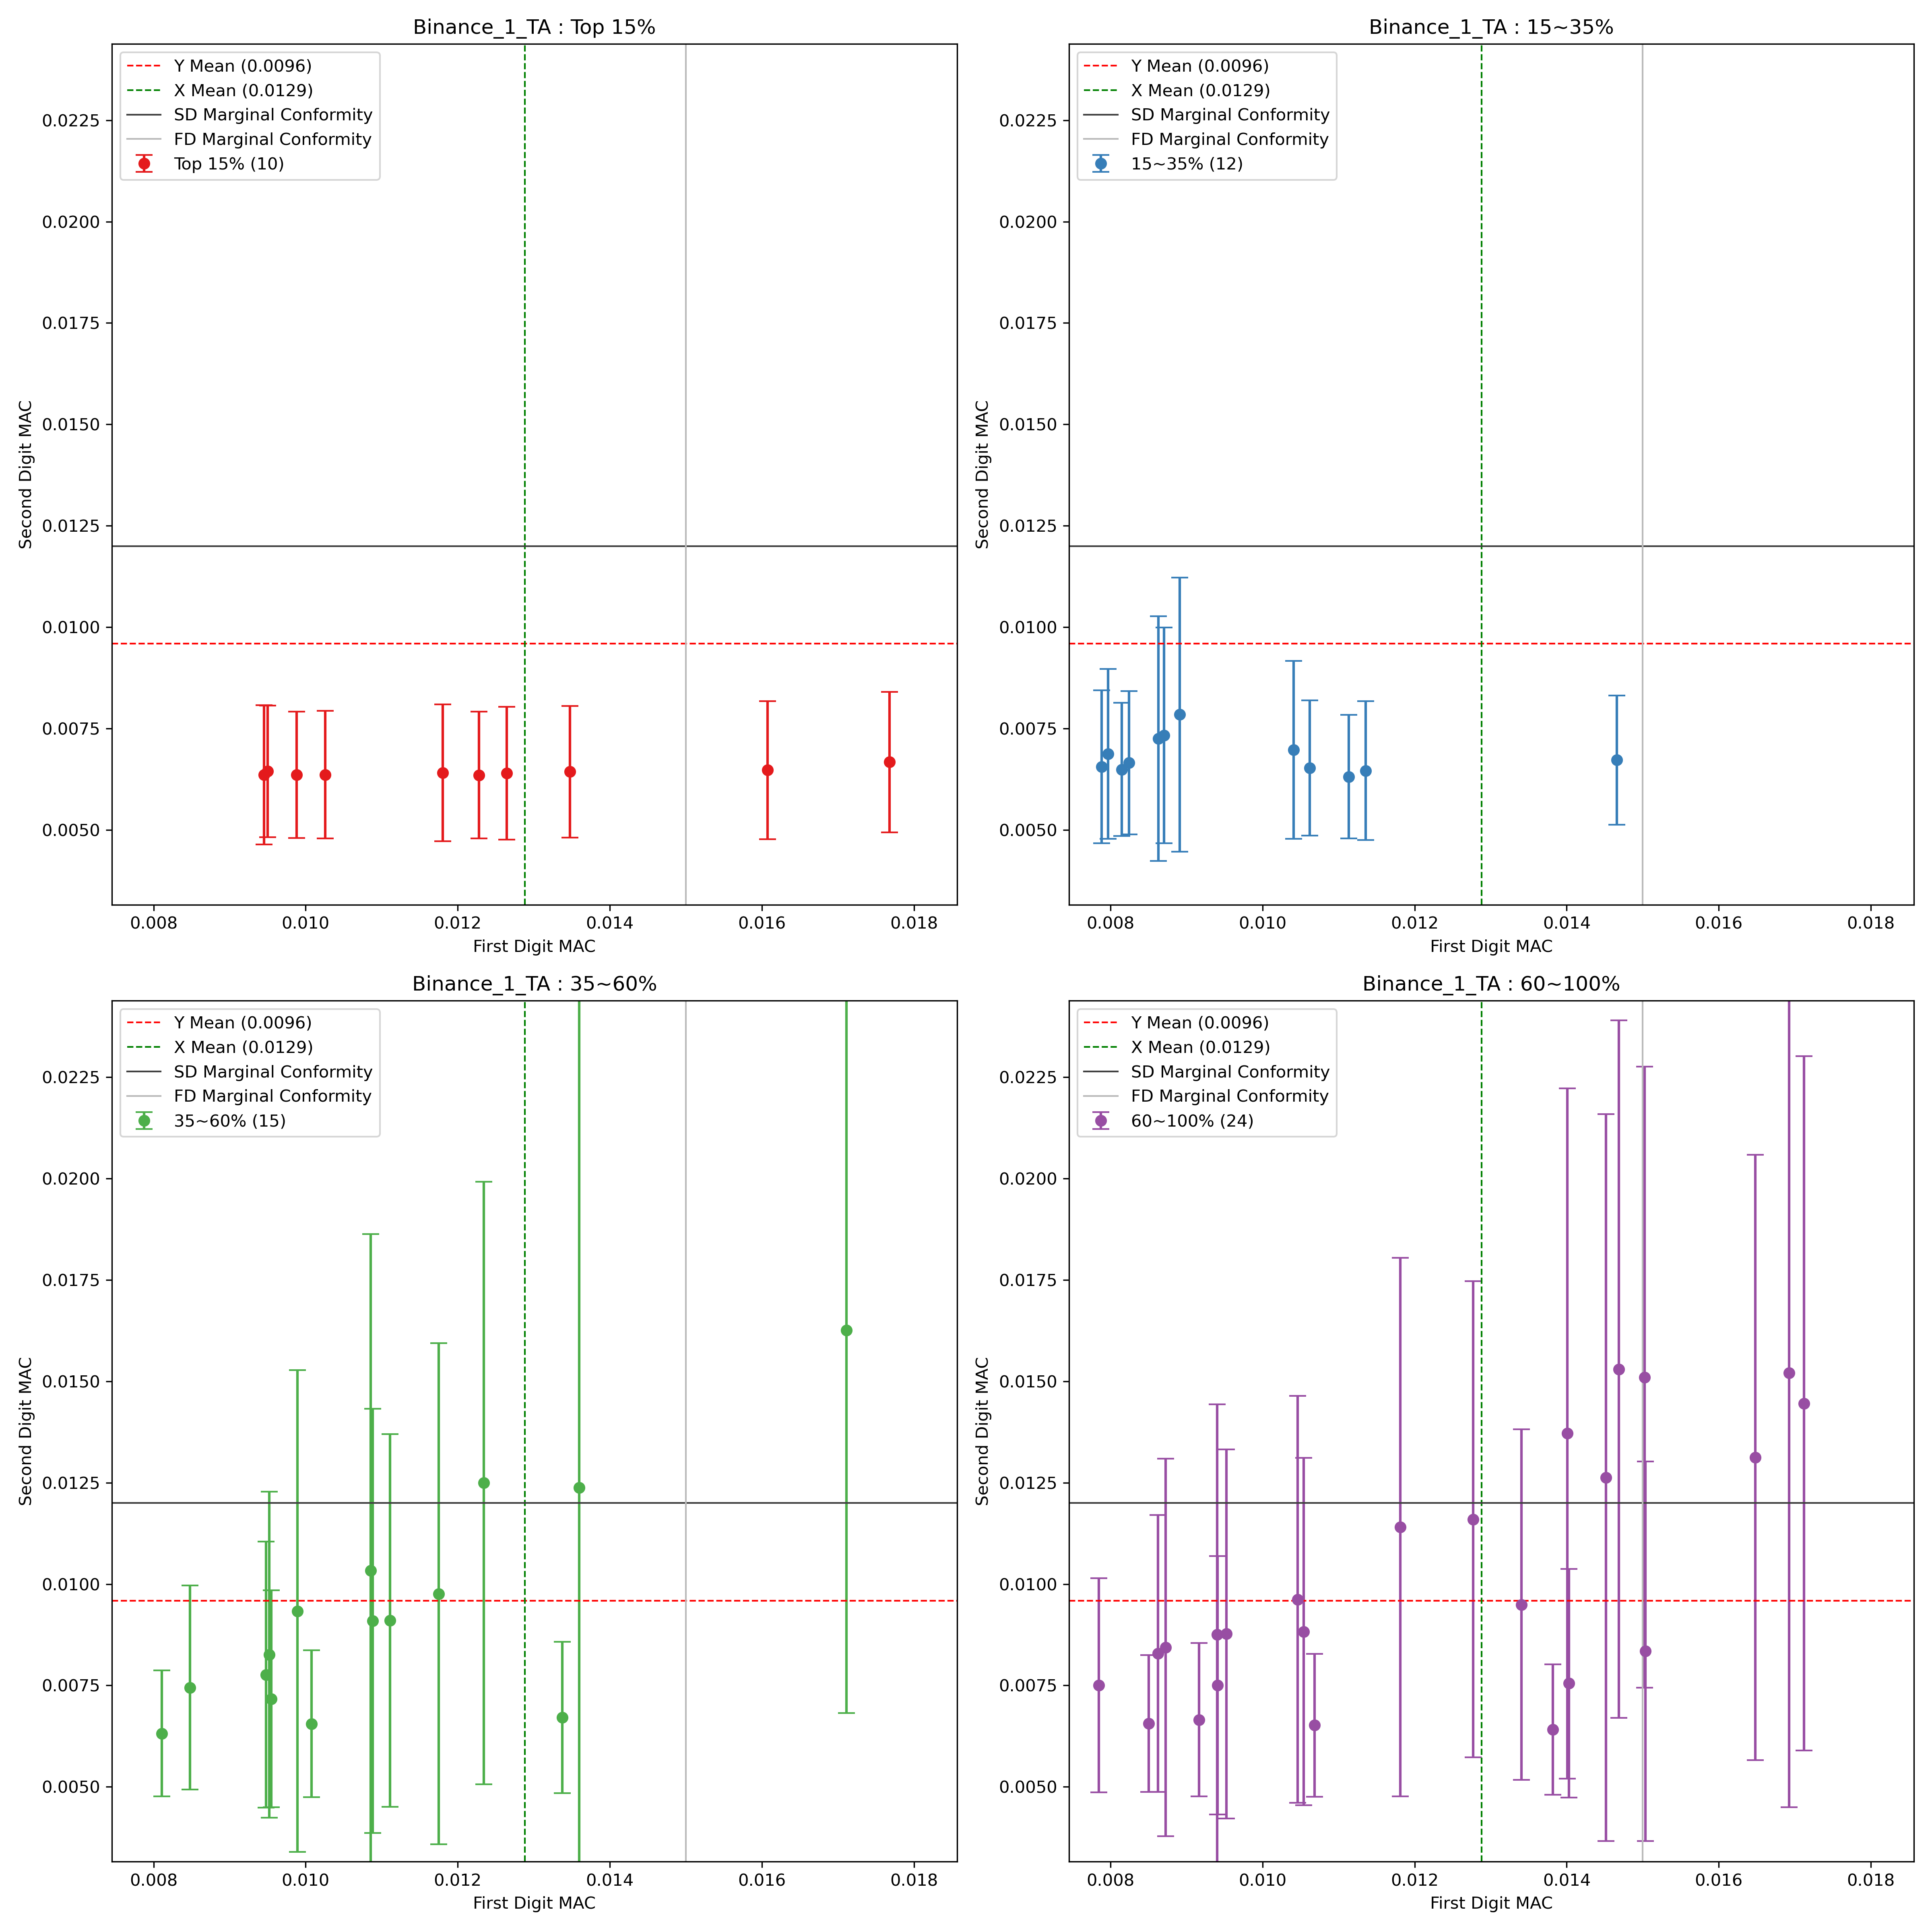 Binance_1_TA : Top 15%
Y Mean (0.0096)
X Mean (0.0129)
SD Marginal Conformity
FD Marginal Conformity
Top 15% (10)
0.0225
0.0200
0.0175
0.0150
0.0125
0.0100
0.0075
0.0050
Second Digit MAC
0.008 0.010 0.012 0.014 0.016 0.018
First Digit MAC
Binance_1_TA : 15~35%
Y Mean (0.0096)
X Mean (0.0129)
SD Marginal Conformity
FD Marginal Conformity
15~35% (12)
0.0225
0.0200
0.0175
0.0150
0.0125
0.0100
0.0075
0.0050
Second Digit MAC
0.008 0.010 0.012 0.014 0.016 0.018
First Digit MAC
Binance_1_TA : 35~60%
Y Mean (0.0096)
X Mean (0.0129)
SD Marginal Conformity
FD Marginal Conformity
35~60% (15)
0.0225
0.0200
0.0175
0.0150
0.0125
0.0100
0.0075
0.0050
Second Digit MAC
0.008 0.010 0.012 0.014 0.016 0.018
First Digit MAC
Binance_1_TA : 60~100%
Y Mean (0.0096)
X Mean (0.0129)
SD Marginal Conformity
FD Marginal Conformity
60~100% (24)
0.0225
0.0200
0.0175
0.0150
0.0125
0.0100
0.0075
0.0050
Second Digit MAC
0.008 0.010 0.012 0.014 0.016 0.018
First Digit MAC